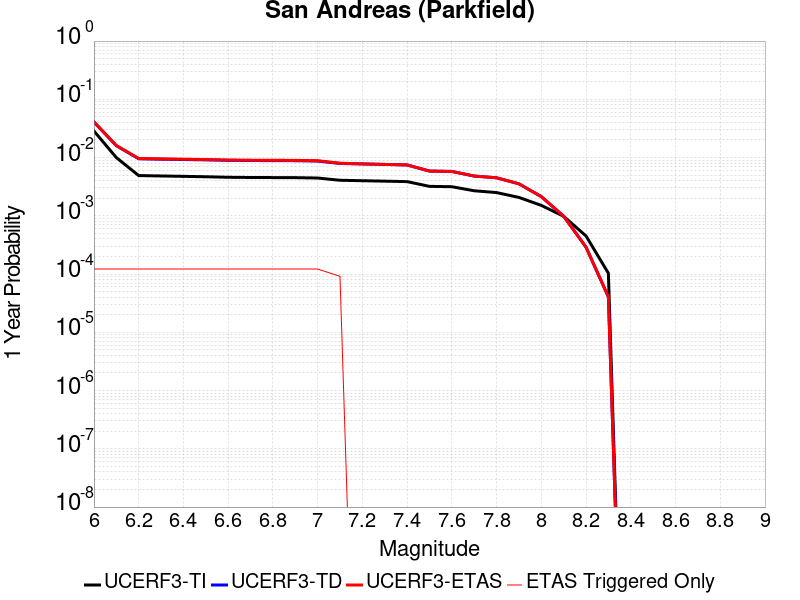 San Andreas (Parkfield)
10 0
10 -1
10 -2
10 -3
10 -4
10 -5
10 -6
10 -7
10 -8
1 Year Probability
6 6.2 6.4 6.6 6.8 7 7.2 7.4 7.6 7.8 8 8.2 8.4 8.6 8.8 9
Magnitude
UCERF3-TI UCERF3-TD UCERF3-ETAS ETAS Triggered Only